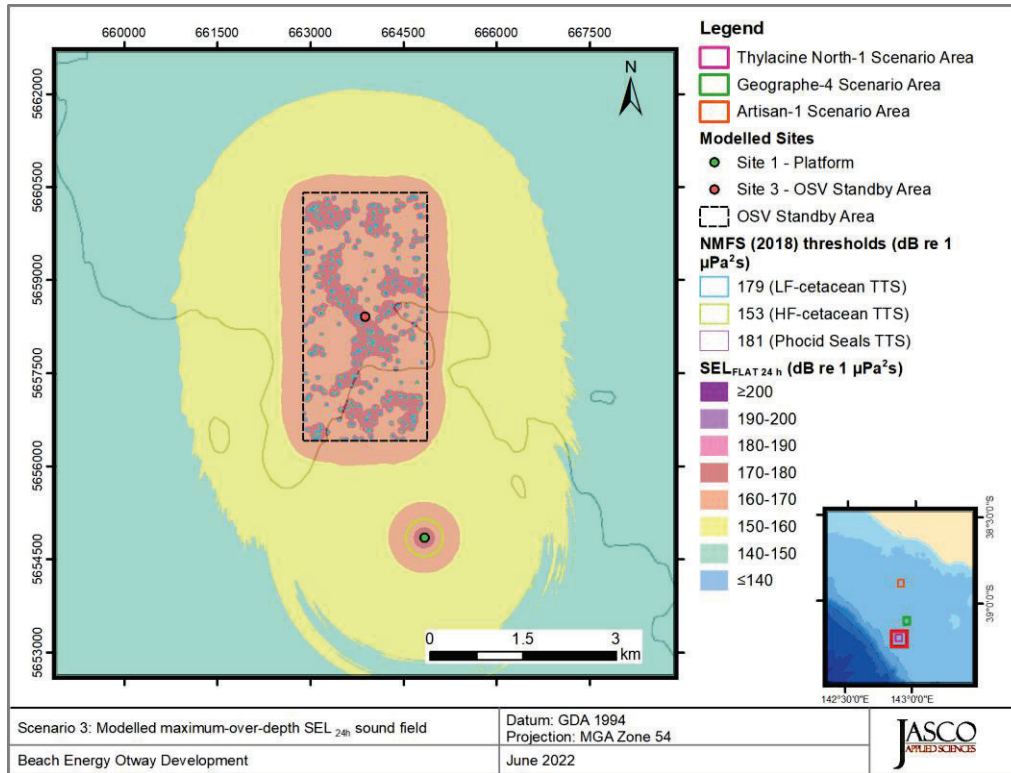 660000 661500 663000 664500 666000 667500
5662000
5660500
5659000
5657500
5656000
5654500
5653000
N
0 1.5 3
km
Legend
Thylacine North-1 Scenario Area
Geographe-4 Scenario Area
Artisan-1 Scenario Area
Modelled Sites
Site 1 - Platform
Site 3 - OSV Standby Area
OSV Standby Area
NMFS (2018) thresholds (dB re 1
µPa²s)
179 (LF-cetacean TTS)
153 (HF-cetacean TTS)
181 (Phocid Seals TTS)
SEL FLAT 24 h (dB re 1 µPa²s)
≥200
190-200
180-190
170-180
160-170
150-160
140-150
≤140
38°30'0"S
39°0'0"S
142°30'0"E 143°0'0"E
Scenario 3: Modelled maximum-over-depth SEL 24h sound field
Beach Energy Otway Development
Datum: GDA 1994
Projection: MGA Zone 54
June 2022
JASCO
APPLIED SCIENCES